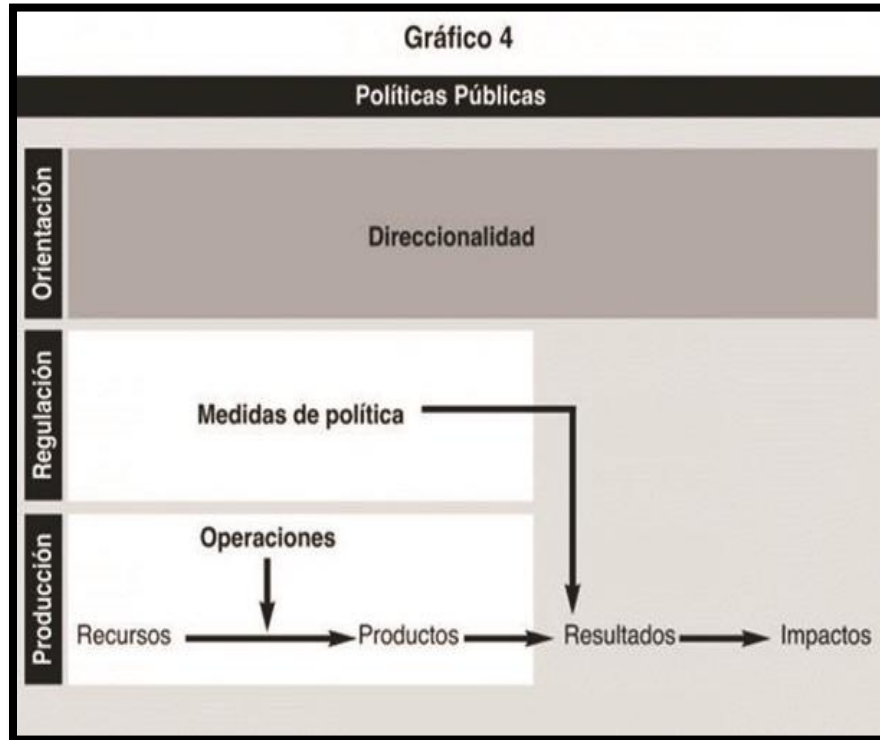 Gráfico 4
Políticas Públicas
Orientación
Direccionalidad
Regulación
Medidas de política
Producción
Operaciones
Recursos
Productos
Resultados
Impactos